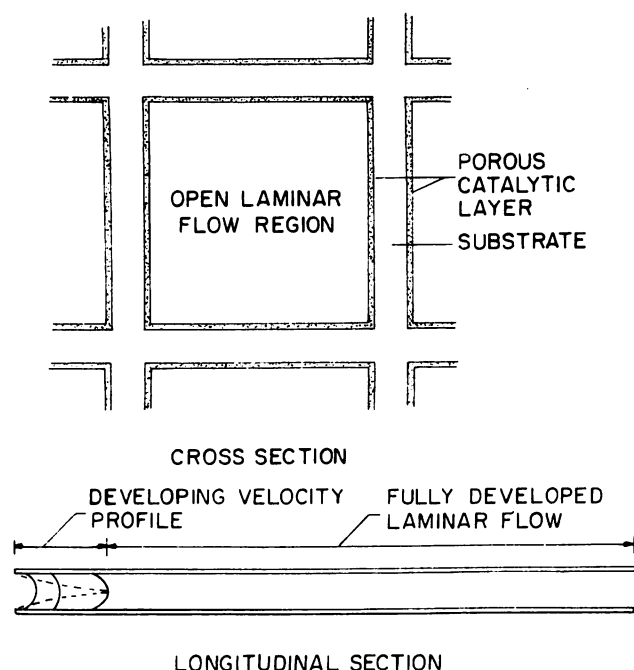 OPEN LAMINAR
FLOW REGION
POROUS
CATALYTIC
LAYER
SUBSTRATE
CROSS SECTION
DEVELOPING VELOCITY
PROFILE
FULLY DEVELOPED
LAMINAR FLOW
LONGITUDINAL SECTION